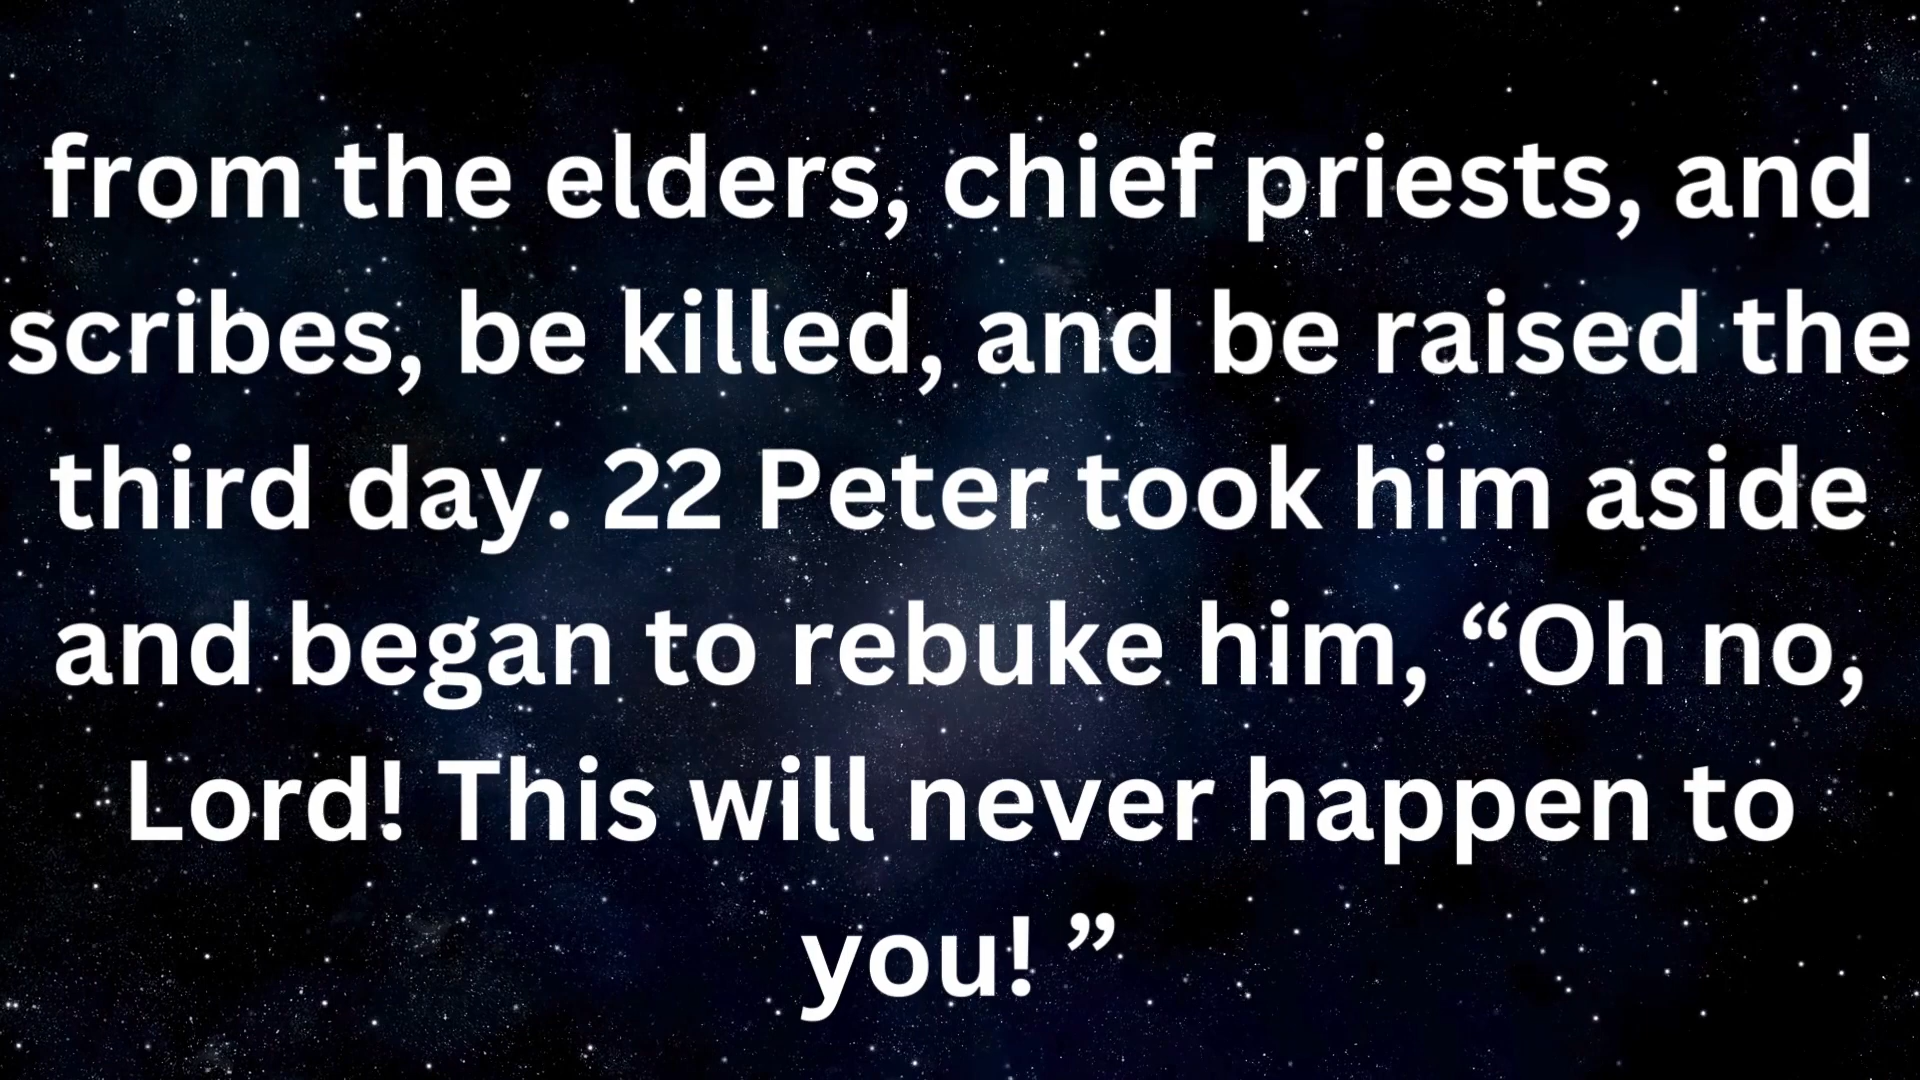 from the elders, chief priests, and
scribes, be killed, and be raised the
third day. 22 Peter took him aside
and began to rebuke him, “Oh no,
Lord! This will never happen to
you! ”